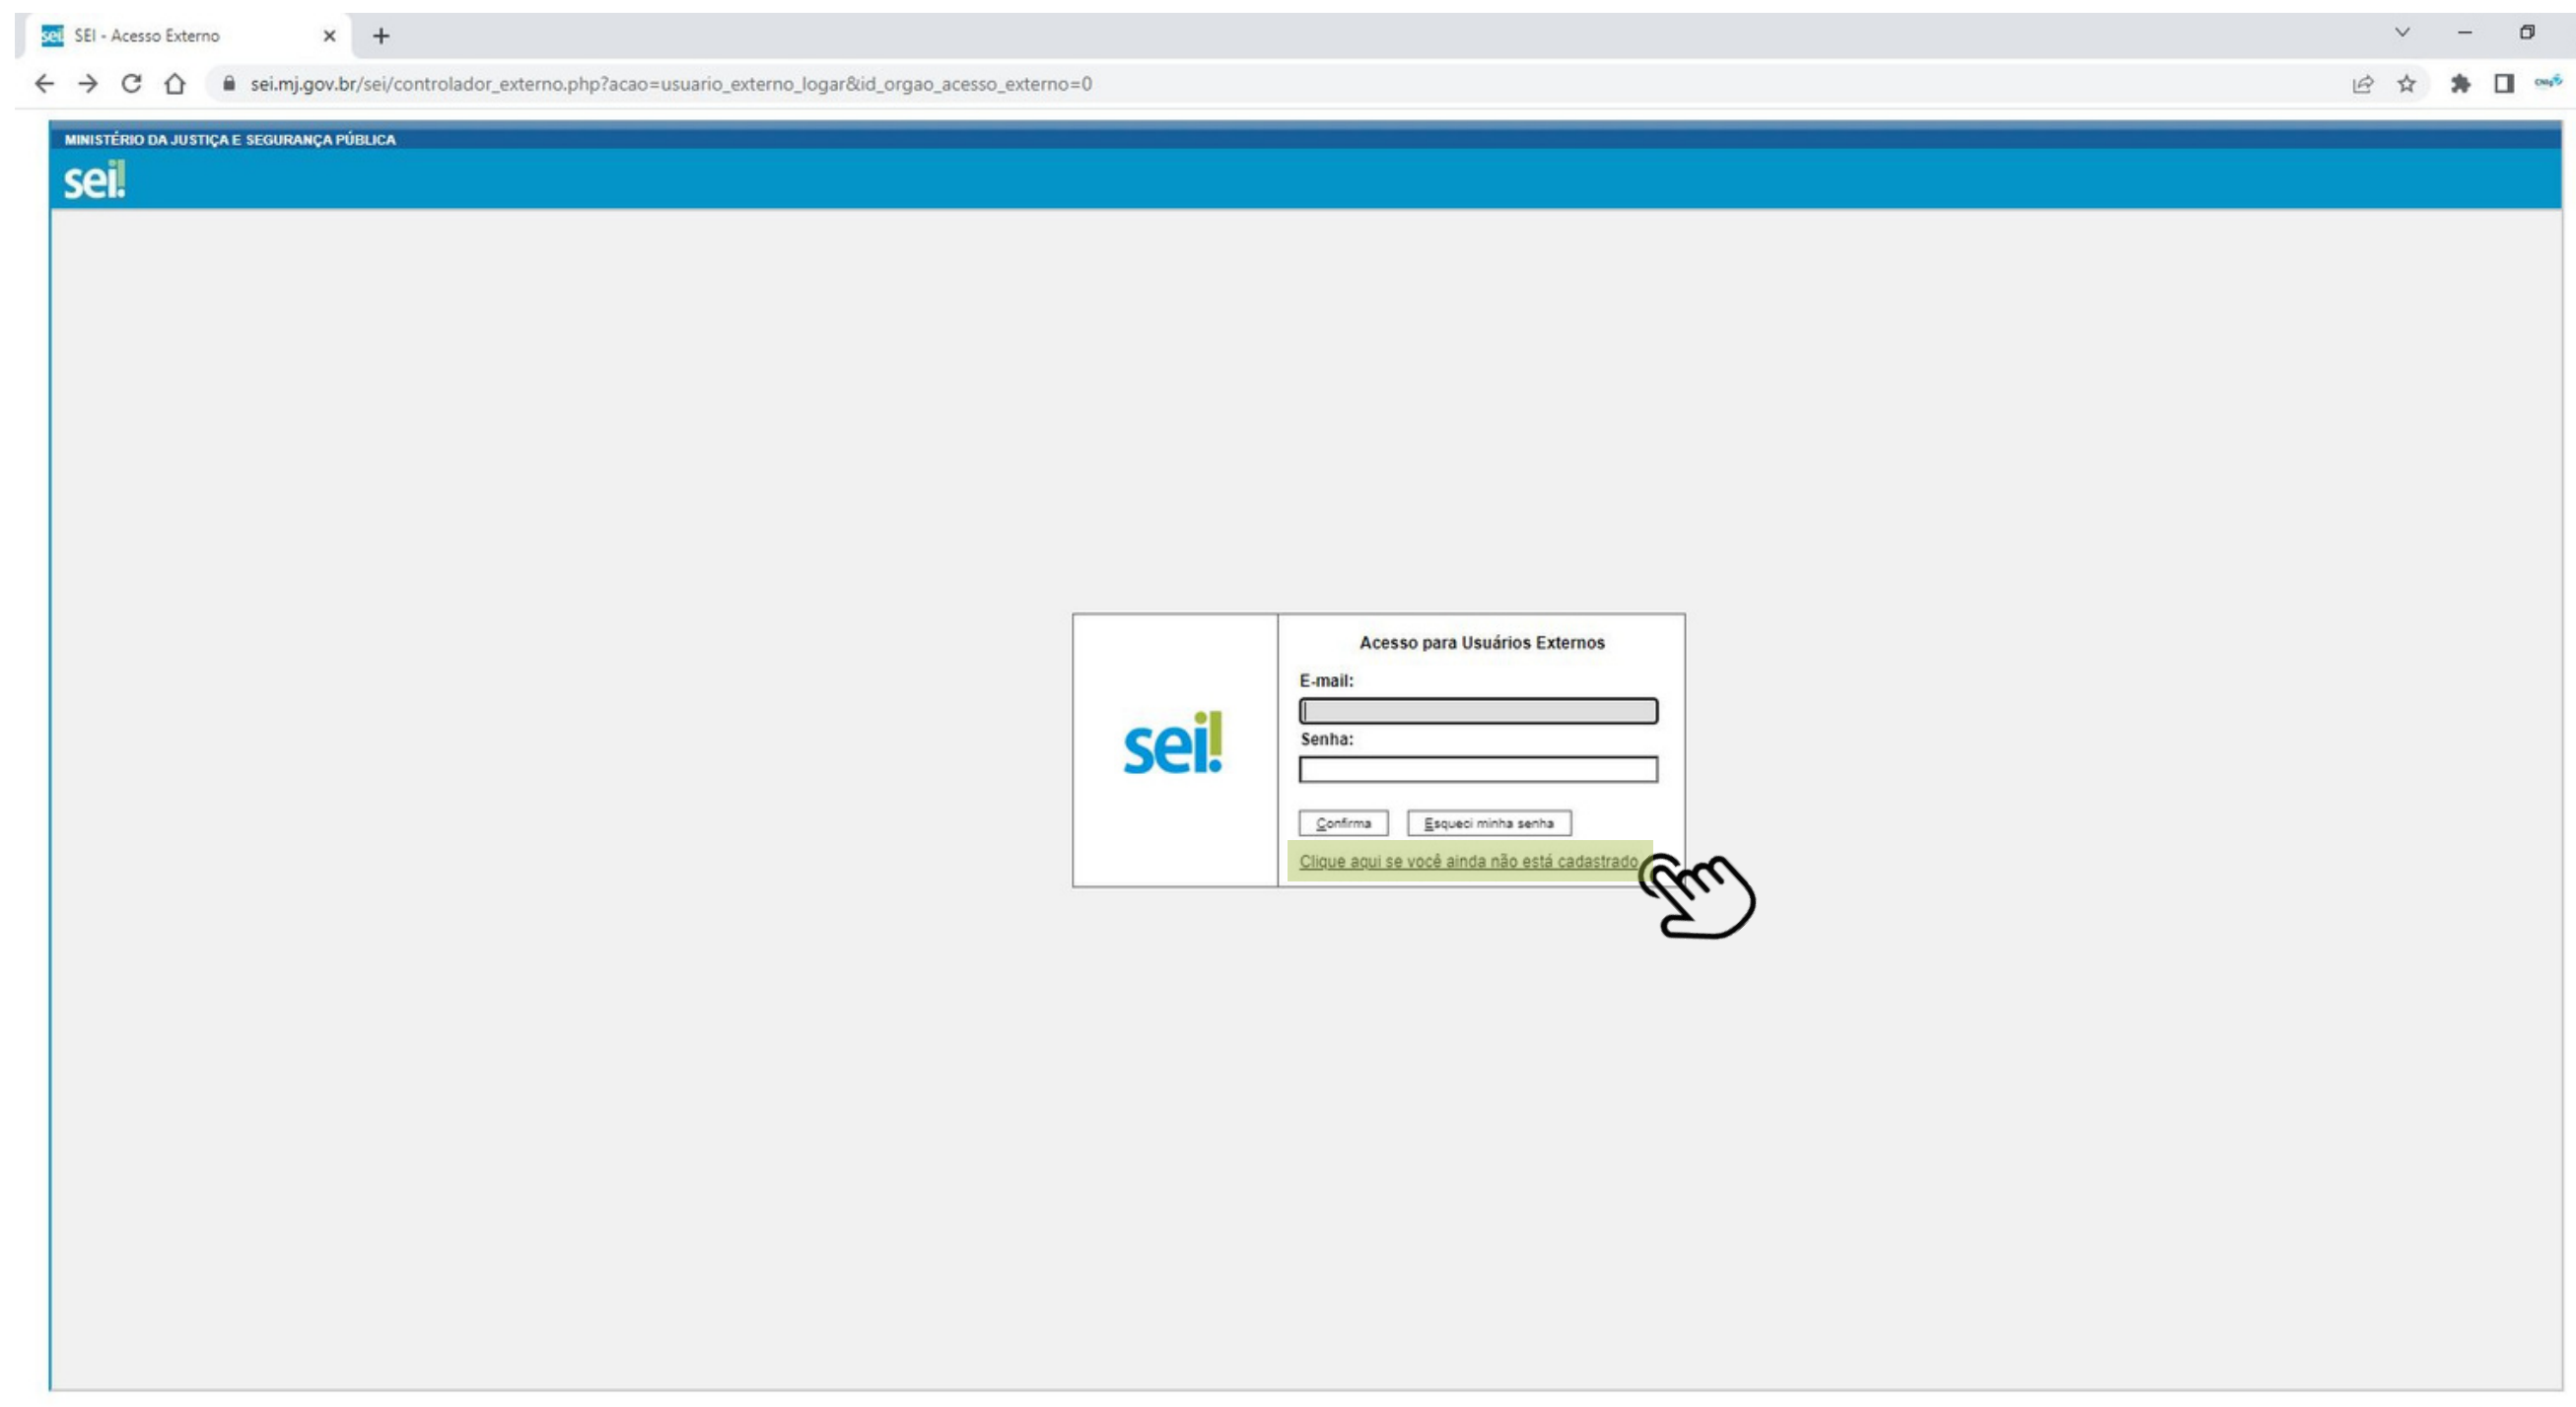 sei! SEI - Acesso Externo
sei.mj.gov.br/sei/controlador_externo.php?acao=usuario_externo_logar&id_orgao_acesso_externo=0
MINISTÉRIO DA JUSTIÇA E SEGURANÇA PÚBLICA
sei!
Acesso para Usuários Externos
E-mail:
sei!
Senha:
Confirma Esqueci minha senha
Clique aqui se você ainda não está cadastrado